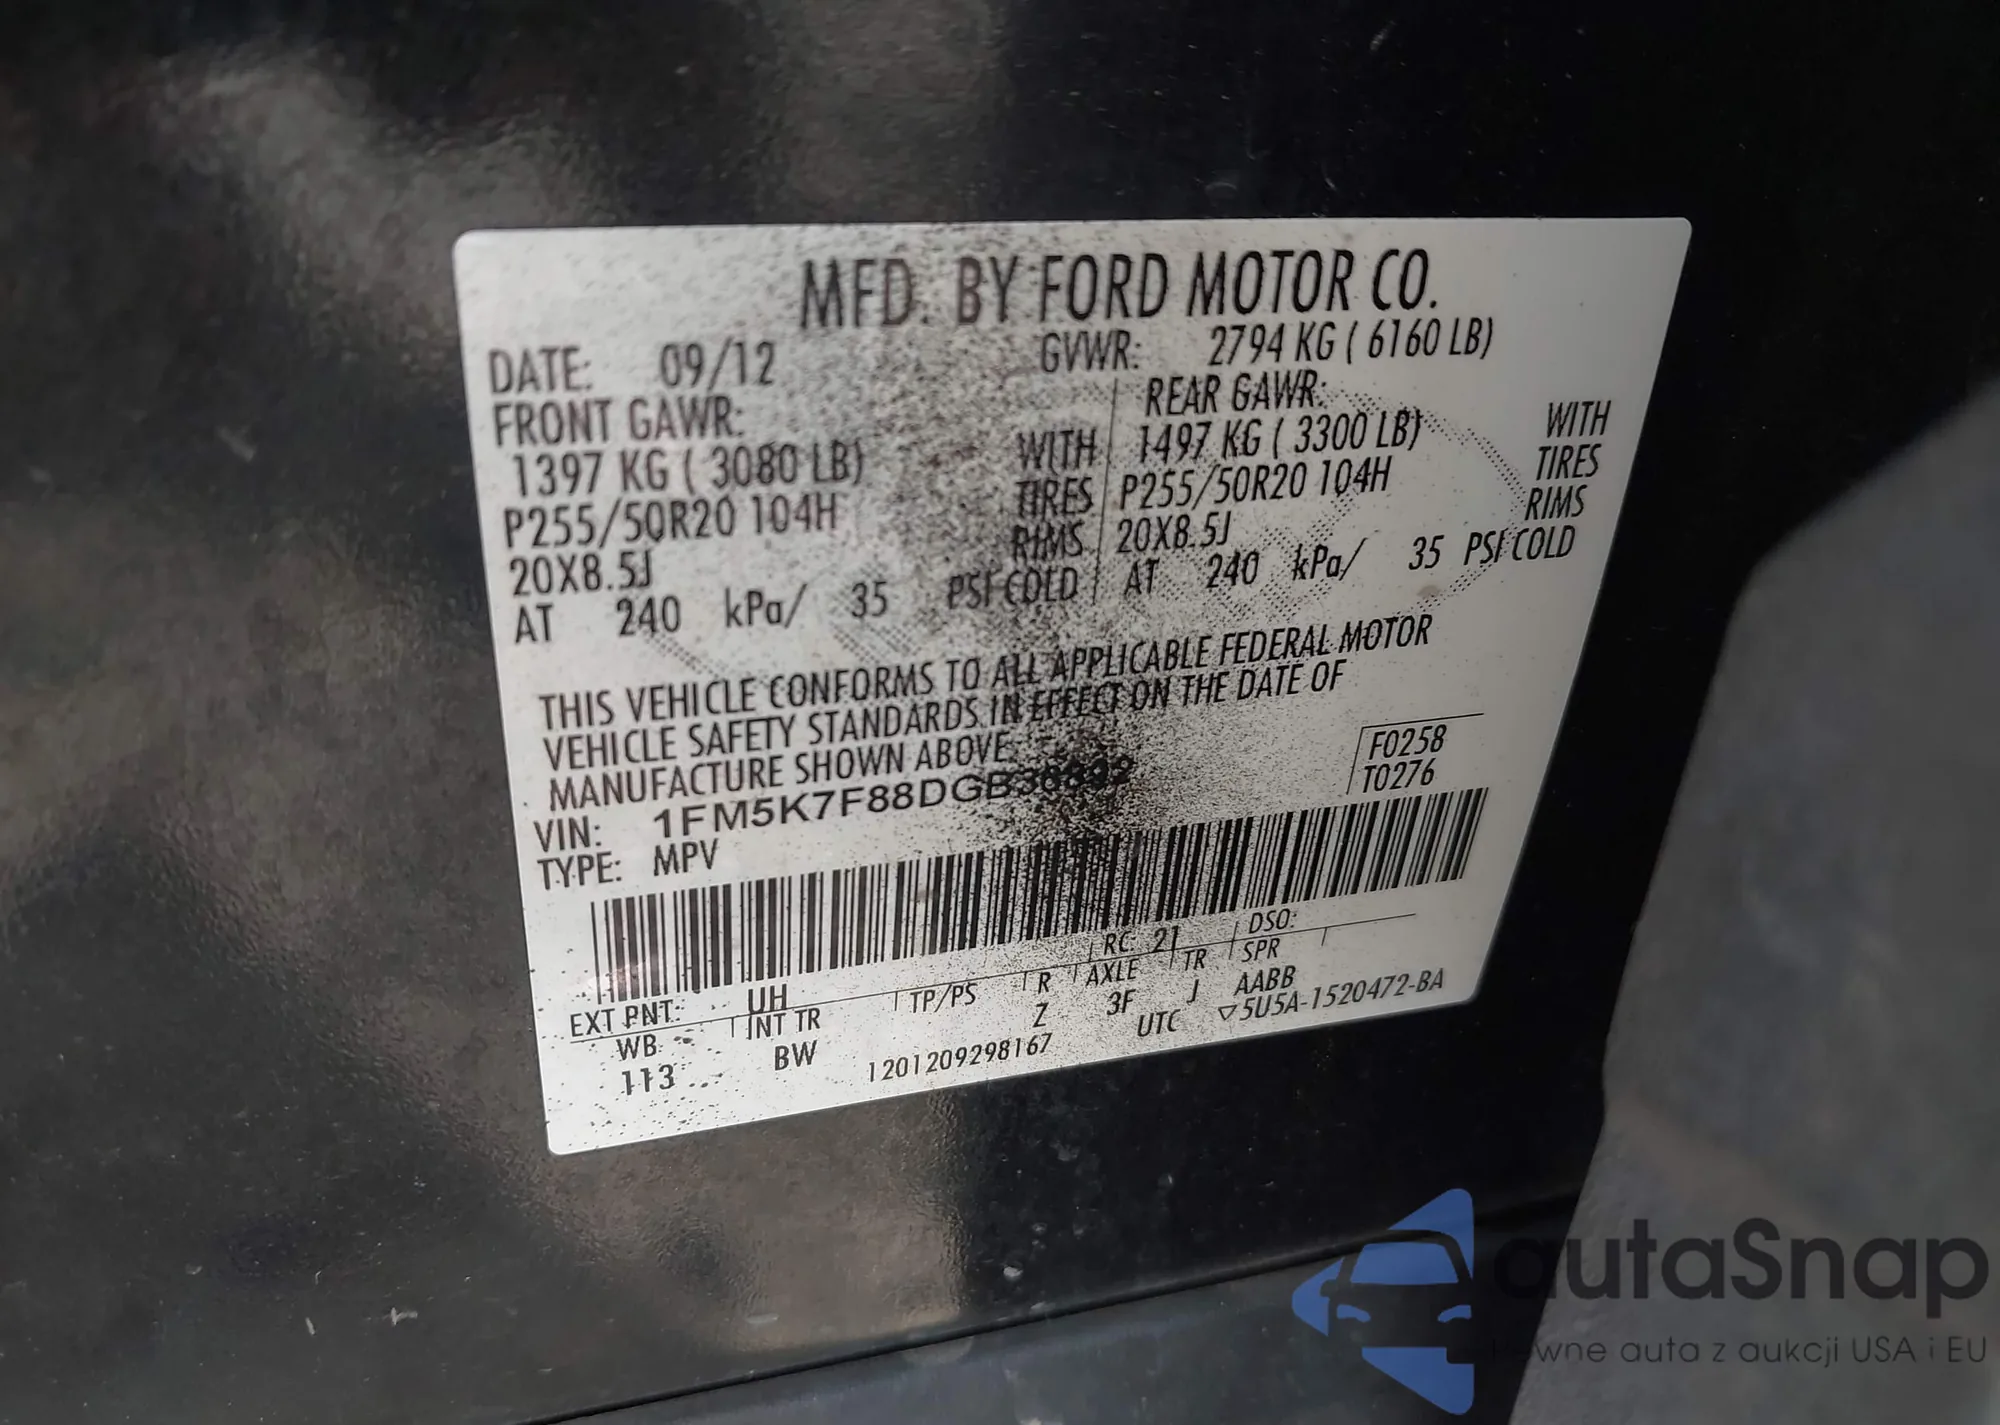 MFD. BY FORD MOTOR CO.
DATE: 09/12 GVWR: 2794 KG ( 6160 LB)
FRONT GAWR: REAR GAWR:
1397 KG ( 3080 LB) WITH 1497 KG ( 3300 LB) WITH
P255/50R20 104H TIRES P255/50R20 104H TIRES
20X8.5J RIMS 20X8.5J RIMS
AT 240 kPa/ 35 PSI COLD AT 240 kPa/ 35 PSI COLD
THIS VEHICLE CONFORMS TO ALL APPLICABLE FEDERAL MOTOR
VEHICLE SAFETY STANDARDS IN EFFECT ON THE DATE OF
MANUFACTURE SHOWN ABOVE.
F0258
T0276
VIN:
TYPE: MPV
EXT PNT: UH RC: 21 DSO:
WB INT TR TP/PS R AXLE TR SPR
113 BW Z 3F J AABB
1201209298167 UTC ▽5U5A-1520472-BA
autaSnap
auta z aukcji USA i EU